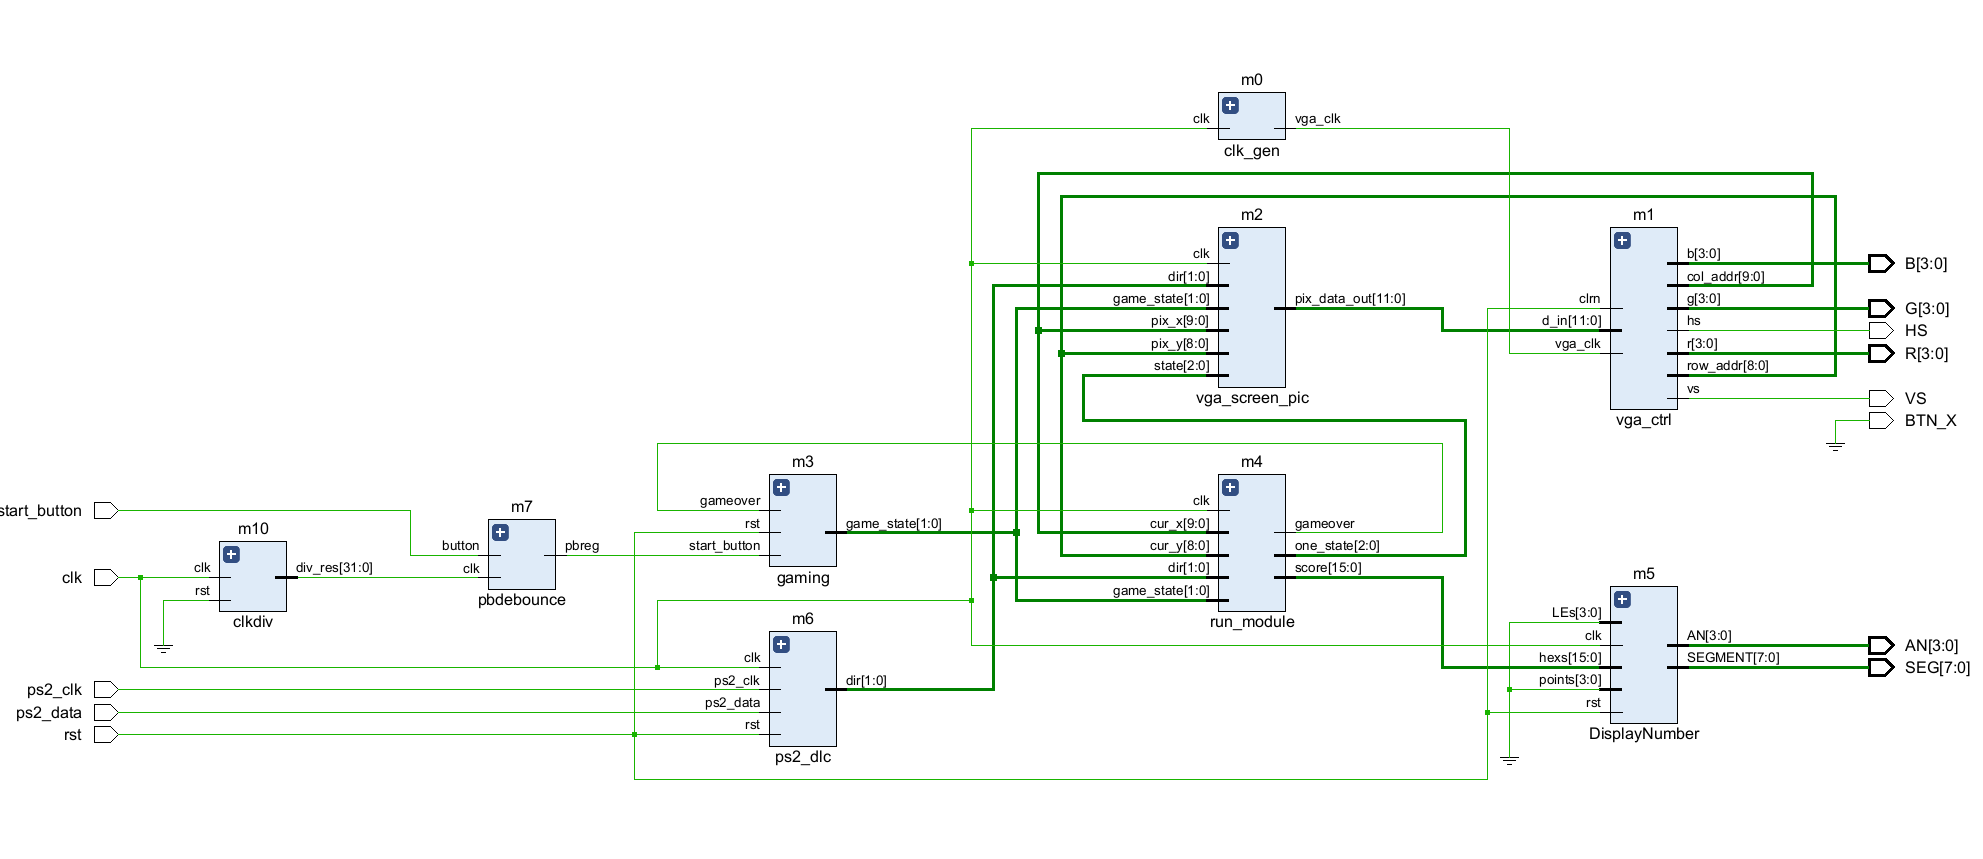 m0
clk
vga_clk
clk_gen
m2
clk
dir[1:0]
game_state[1:0]
pix_x[9:0]
pix_y[8:0]
state[2:0]
pix_data_out[11:0]
vga_screen_pic
m1
clrn
d_in[11:0]
vga_clk
b[3:0]
col_addr[9:0]
g[3:0]
hs
r[3:0]
row_addr[8:0]
vs
vga_ctrl
B[3:0]
G[3:0]
HS
R[3:0]
VS
BTN_X
start_button
clk
ps2_clk
ps2_data
rst
m10
clk
rst
div_res[31:0]
clkdiv
m7
button
clk
pbreg
pbdebounce
m3
gameover
rst
start_button
game_state[1:0]
gaming
m6
clk
ps2_clk
ps2_data
rst
dir[1:0]
ps2_dlc
m4
clk
cur_x[9:0]
cur_y[8:0]
dir[1:0]
game_state[1:0]
gameover
one_state[2:0]
score[15:0]
run_module
m5
LEs[3:0]
clk
hexs[15:0]
points[3:0]
rst
AN[3:0]
SEGMENT[7:0]
DisplayNumber
AN[3:0]
SEG[7:0]